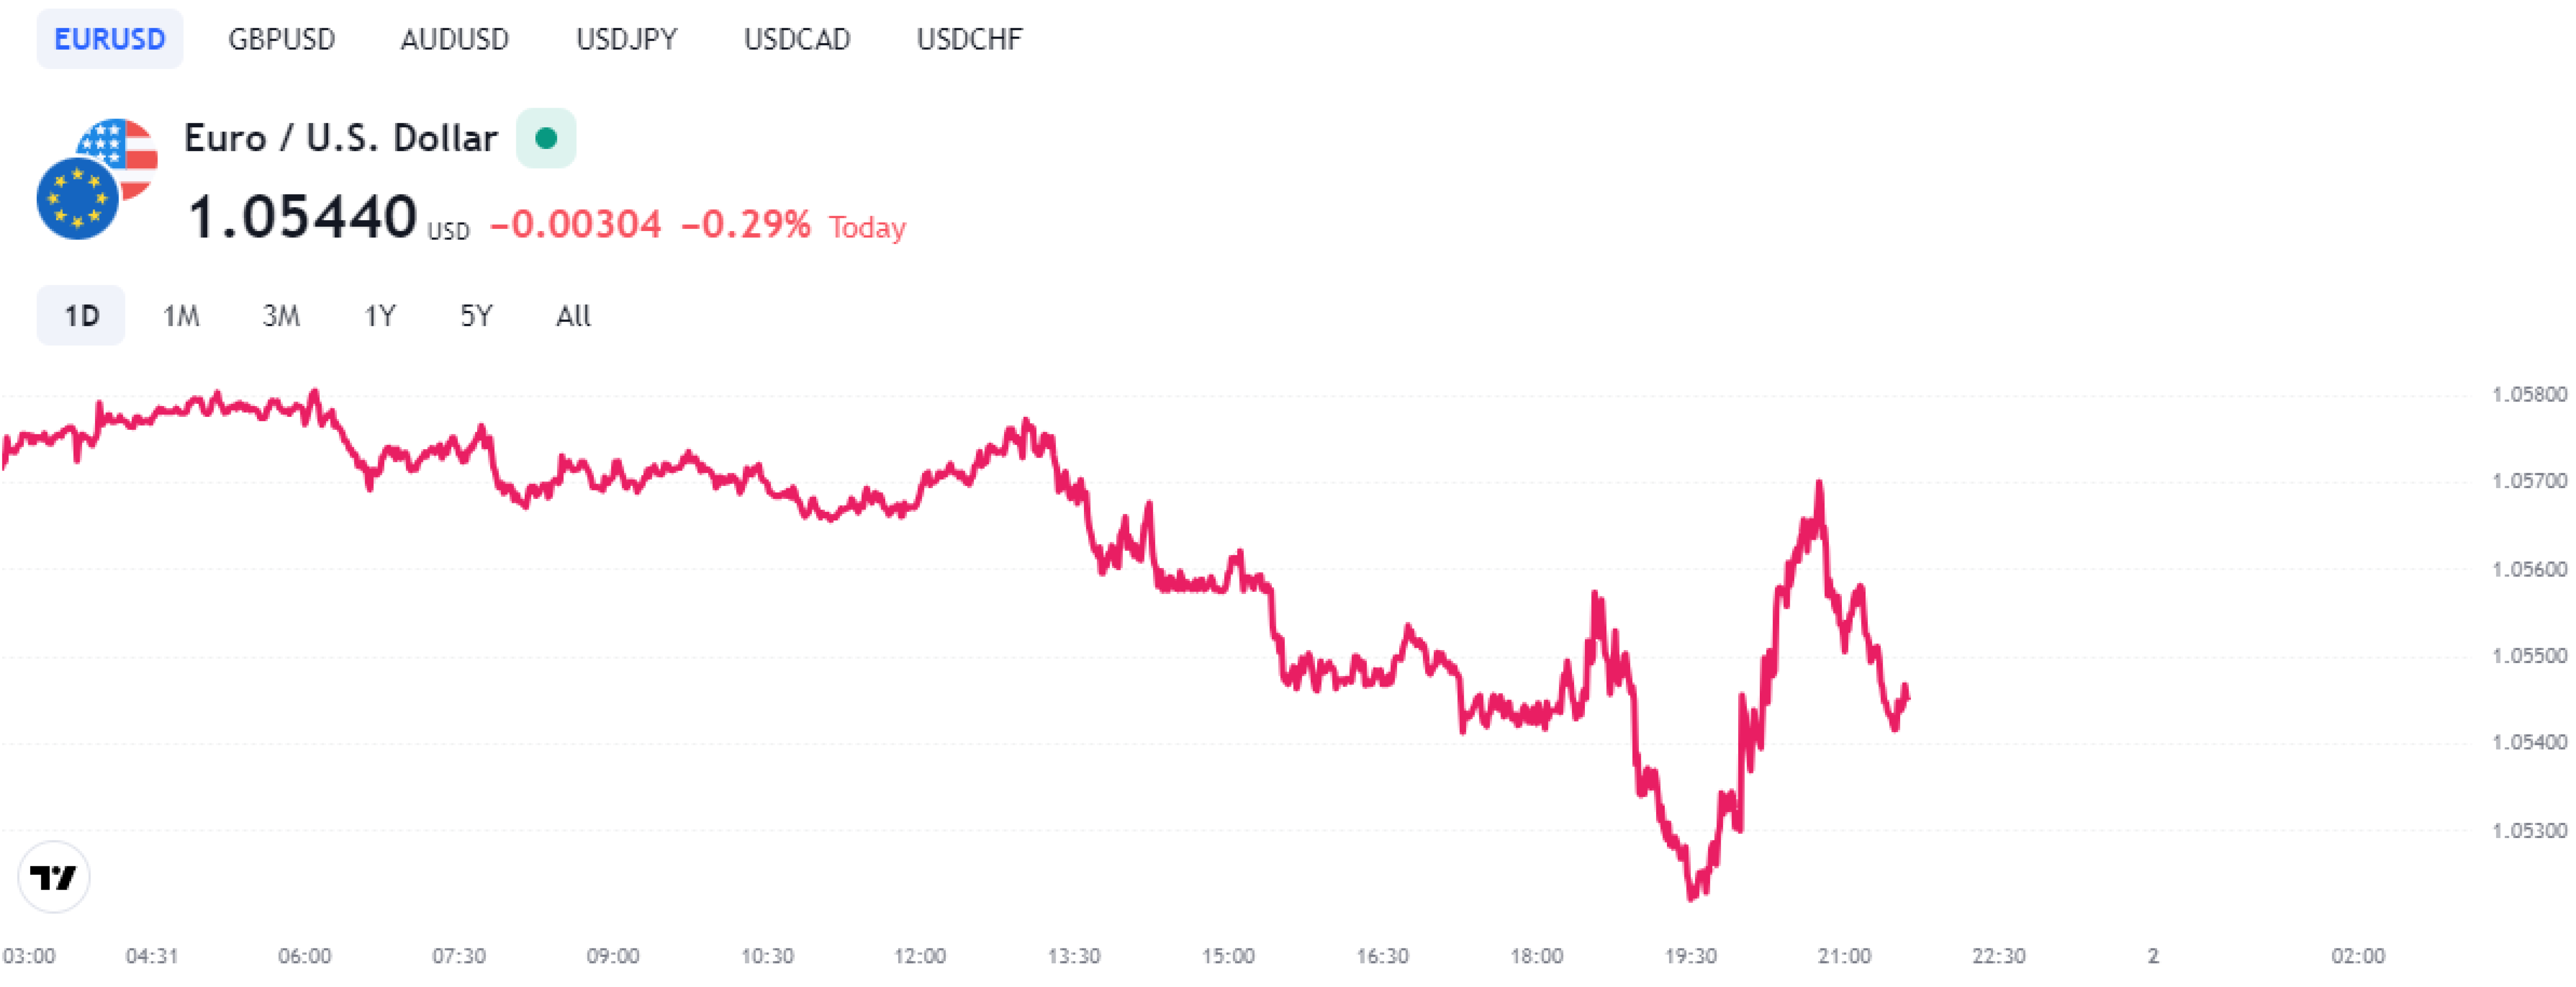 EURUSD GBPUSD AUDUSD USDJPY USDCAD USDCHF
Euro / U.S. Dollar
1.05440 USD −0.00304 −0.29% Today
1D 1M 3M 1Y 5Y All
1.05800
1.05700
1.05600
1.05500
1.05400
1.05300
03:00 04:31 06:00 07:30 09:00 10:30 12:00 13:30 15:00 16:30 18:00 19:30 21:00 22:30 2 02:00